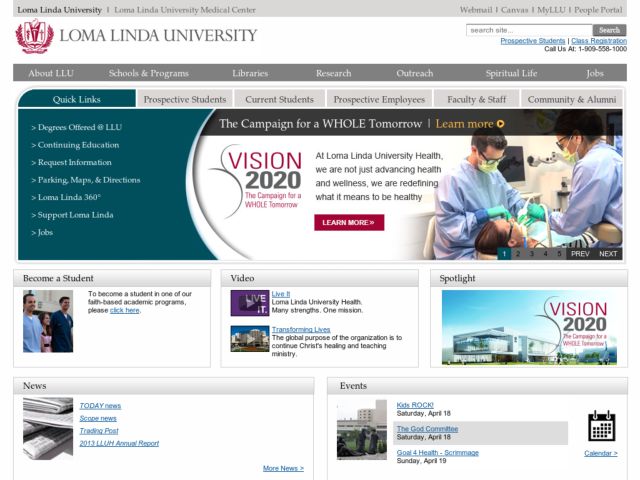 Loma Linda University | Loma Linda University Medical Center
Webmail | Canvas | MyLLU | People Portal
LOMA LINDA UNIVERSITY
search site... Search
Prospective Students | Class Registration
Call Us At: 1-909-558-1000
About LLU Schools & Programs Libraries Research Outreach Spiritual Life Jobs
Quick Links Prospective Students Current Students Prospective Employees Faculty & Staff Community & Alumni
> Degrees Offered @ LLU
> Continuing Education
> Request Information
> Parking, Maps, & Directions
> Loma Linda 360°
> Support Loma Linda
> Jobs
The Campaign for a WHOLE Tomorrow | Learn more
VISION
2020
The Campaign for a
WHOLE Tomorrow
At Loma Linda University Health,
we are not just advancing health
and wellness, we are redefining
what it means to be healthy
LEARN MORE »
1 2 3 4 5 PREV NEXT
Become a Student
To become a student in one of our
faith-based academic programs,
please click here.
Video
LIVE
IT.
Live It
Loma Linda University Health.
Many strengths. One mission.
Transforming Lives
The global purpose of the organization is to
continue Christ's healing and teaching
ministry.
Spotlight
VISION
2020
The Campaign for a
WHOLE Tomorrow
News
TODAY news
Scope news
Trading Post
2013 LLUH Annual Report
More News >
Events
Kids ROCK!
Saturday, April 18
The God Committee
Saturday, April 18
Goal 4 Health - Scrimmage
Sunday, April 19
Calendar >